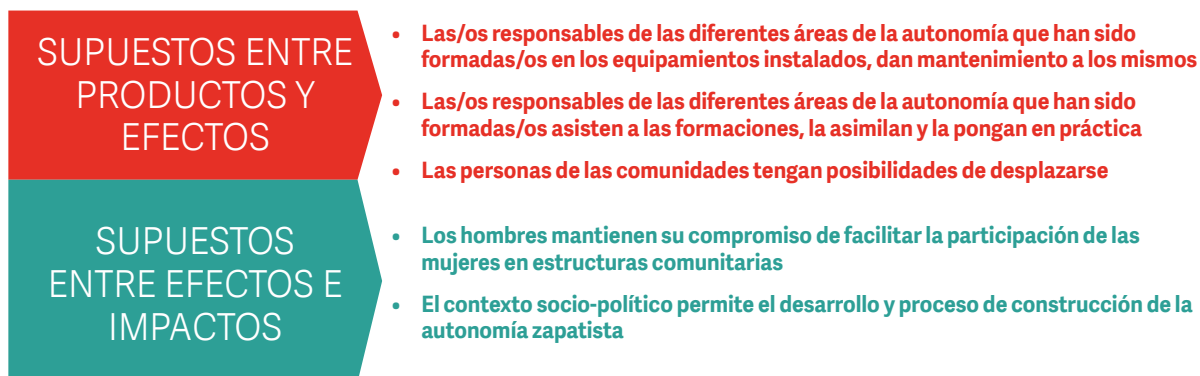 SUPUESTOS ENTRE
PRODUCTOS Y
EFECTOS
• Las/os responsables de las diferentes áreas de la autonomía que han sido
formadas/os en los equipamientos instalados, dan mantenimiento a los mismos
• Las/os responsables de las diferentes áreas de la autonomía que han sido
formadas/os asisten a las formaciones, la asimilan y la pongan en práctica
• Las personas de las comunidades tengan posibilidades de desplazarse
SUPUESTOS
ENTRE EFECTOS E
IMPACTOS
• Los hombres mantienen su compromiso de facilitar la participación de las
mujeres en estructuras comunitarias
• El contexto socio-político permite el desarrollo y proceso de construcción de la
autonomía zapatista